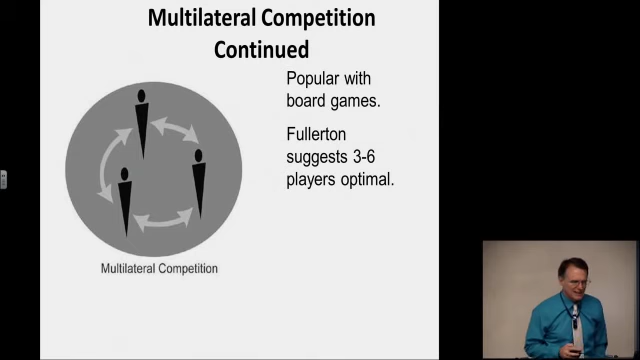 Multilateral Competition
Continued
Popular with
board games.
Fullerton
suggests 3-6
players optimal.
Multilateral Competition